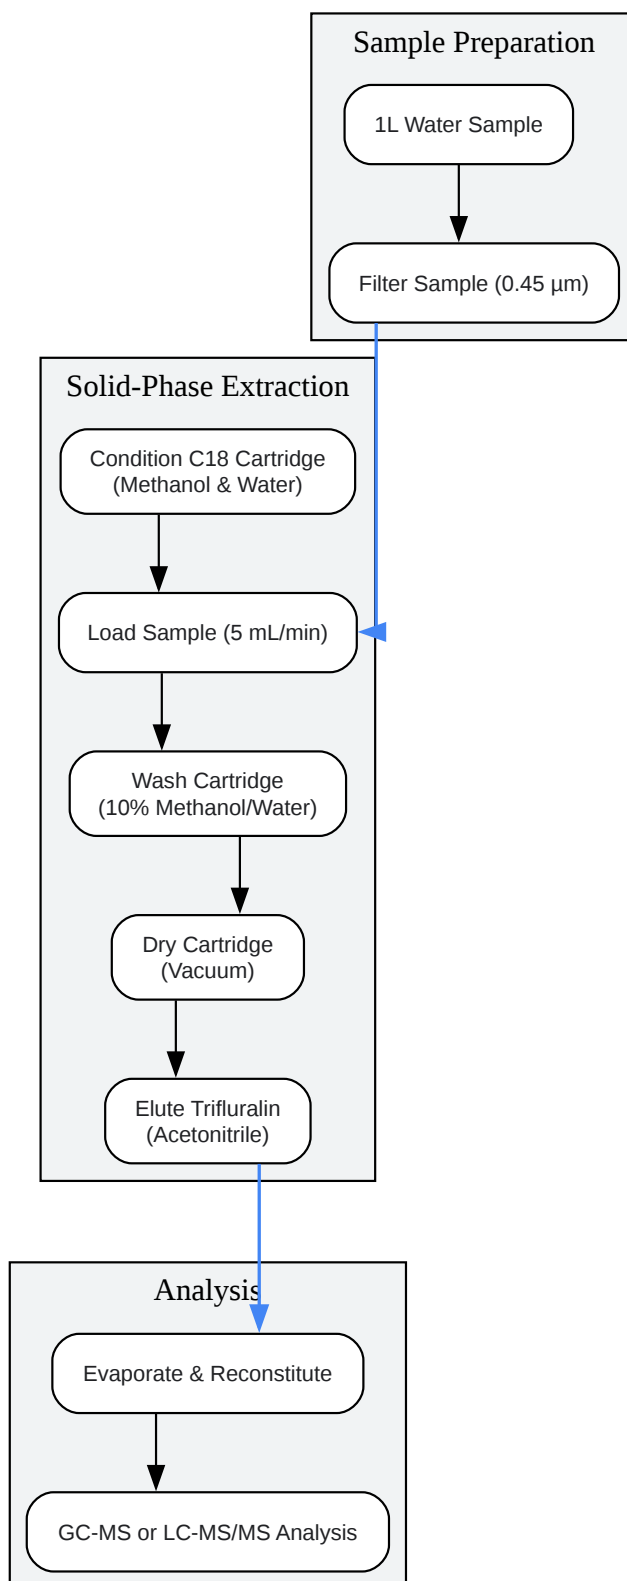 Sample Preparation
1L Water Sample
Filter Sample (0.45 µm)
Solid-Phase Extraction
Condition C18 Cartridge
(Methanol & Water)
Load Sample (5 mL/min)
Wash Cartridge
(10% Methanol/Water)
Dry Cartridge
(Vacuum)
Elute Trifluralin
(Acetonitrile)
Analysis
Evaporate & Reconstitute
GC-MS or LC-MS/MS Analysis